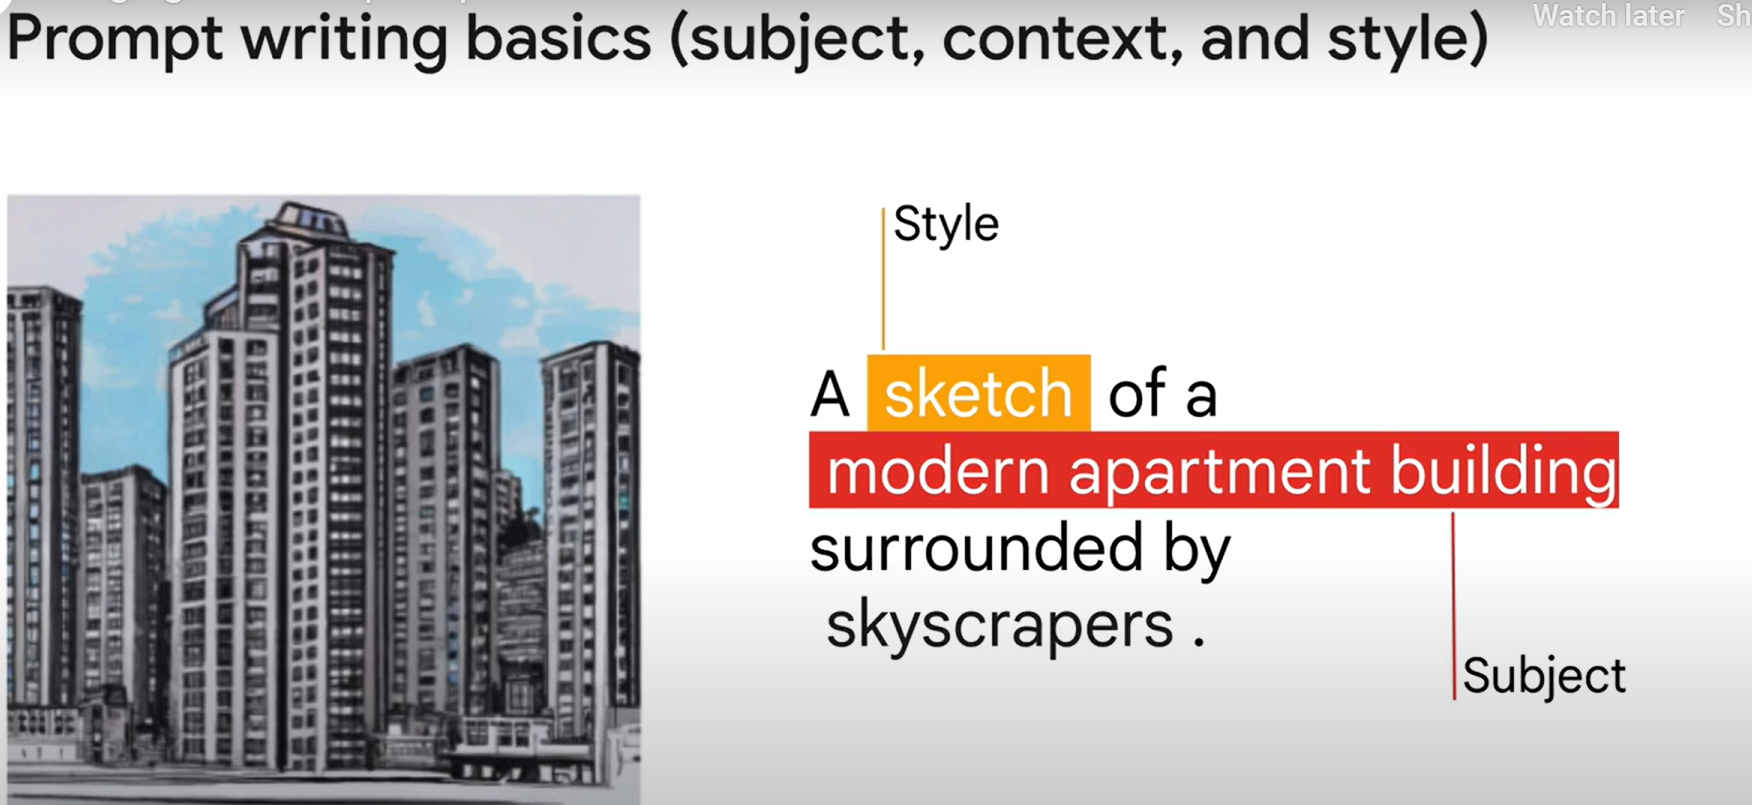 Prompt writing basics (subject, context, and style)
Watch later
Sh
Style
A sketch of a
modern apartment building
surrounded by
skyscrapers .
Subject